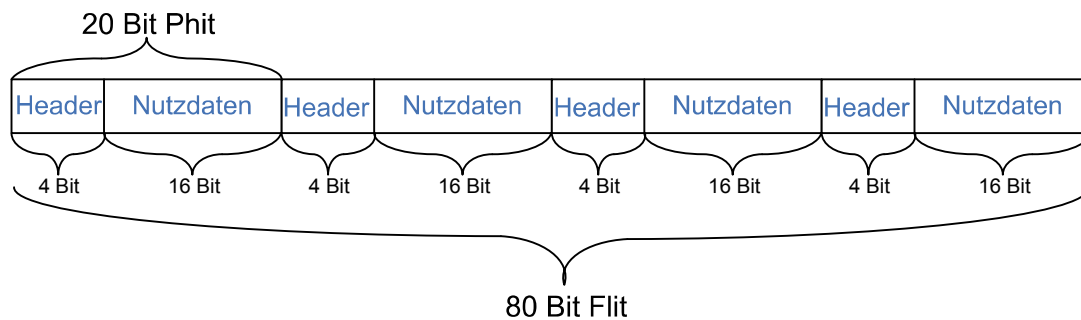 20 Bit Phit
Header Nutzdaten Header Nutzdaten Header Nutzdaten Header Nutzdaten
4 Bit 16 Bit 4 Bit 16 Bit 4 Bit 16 Bit 4 Bit 16 Bit
80 Bit Flit